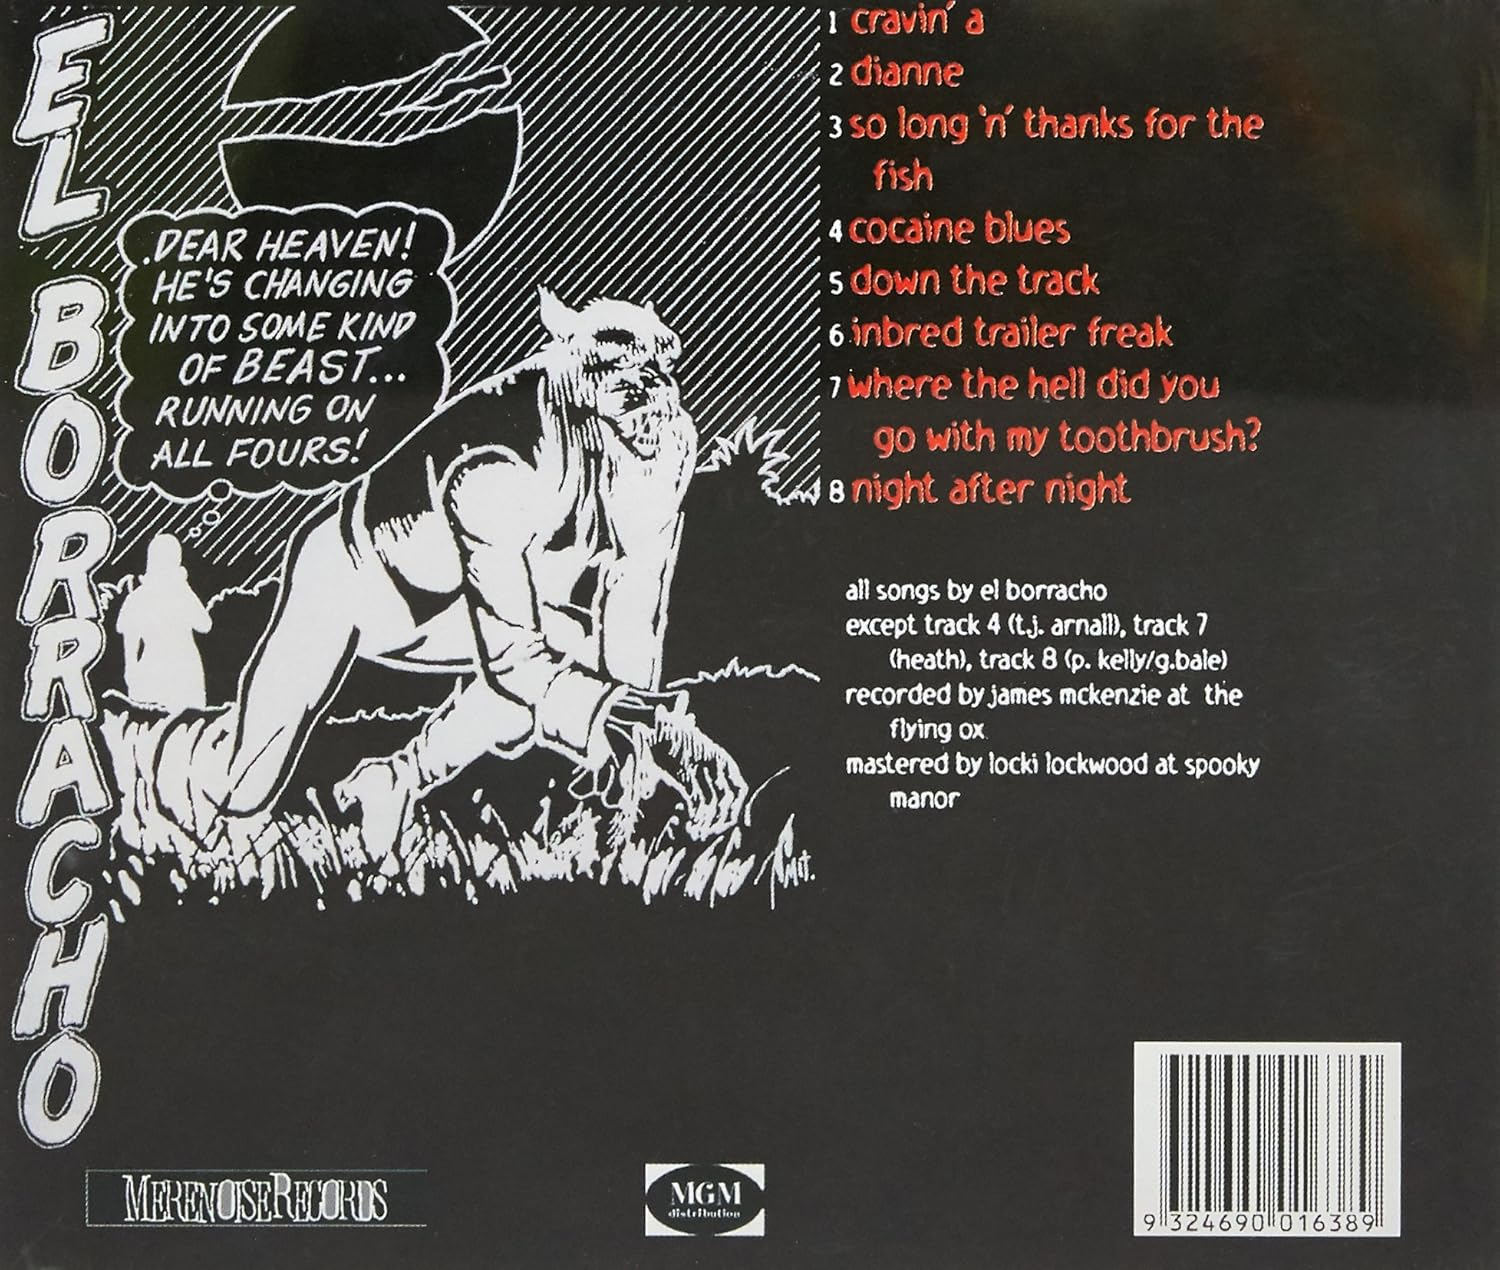 EL BORRACHO
DEAR HEAVEN!
HE'S CHANGING
INTO SOME KIND
OF BEAST...
RUNNING ON
ALL FOURS!
1 cravin' a
2 dianne
3 so long 'n' thanks for the
fish
4 cocaine blues
5 down the track
6 inbred trailer freak
7 where the hell did you
go with my toothbrush?
8 night after night
all songs by el borracho
except track 4 (t.j. arnall), track 7
(heath), track 8 (p. kelly/g.bale)
recorded by james mckenzie at the
flying ox
mastered by locki lockwood at spooky
manor
MERENOISERECORDS
MGM
distribution
9 324690 016389